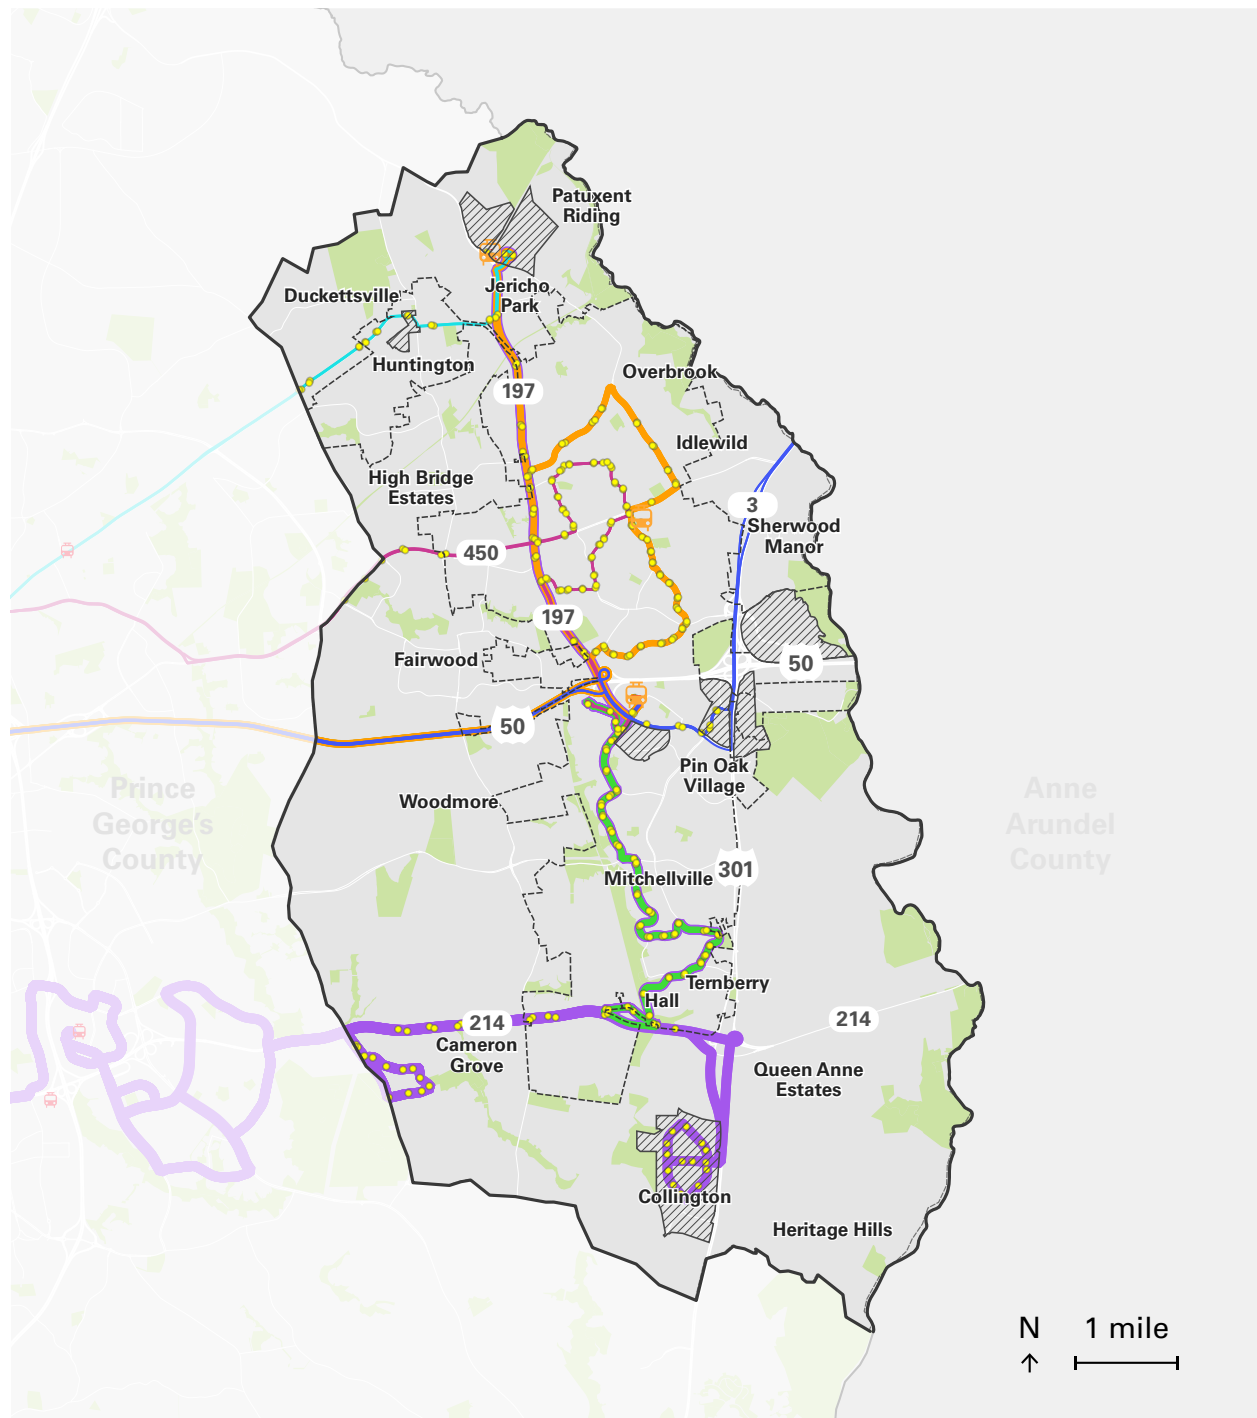 Patuxent
Riding
Jericho
Park
Duckettsville
Huntington
197
Overbrook
Idlewild
High Bridge
Estates
3
Sherwood
Manor
450
197
Fairwood
50
50
Pin Oak
Village
Prince
George's
County
Woodmore
Anne
Arundel
County
301
Mitchellville
Ternberry
Hall
214
214
Cameron
Grove
Queen Anne
Estates
Collington
Heritage Hills
N
1 mile